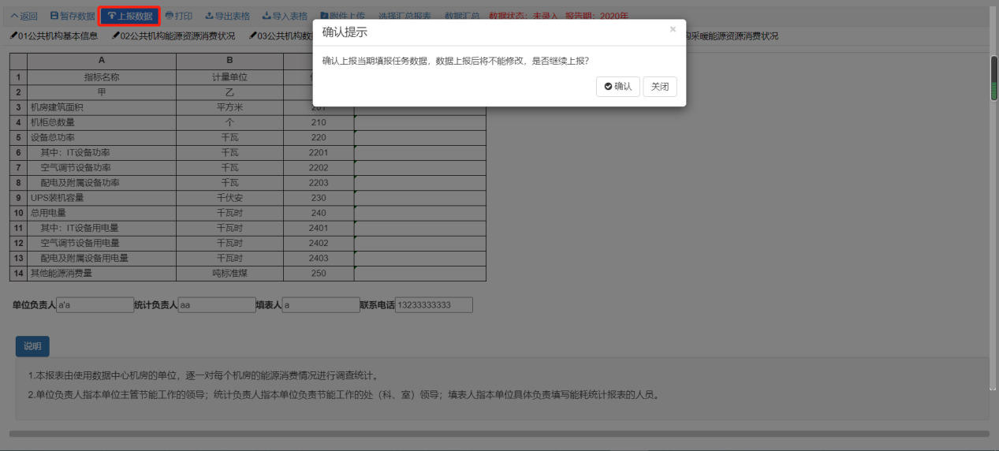 返回 暂存数据 上报数据 打印 导出表格 导入表格 附件上传 选择汇总报表 数据汇总 数据状态：未录入 报告期：2020年
01公共机构基本信息 02公共机构能源资源消费状况 03公共机构数 构采暖能源资源消费状况
确认提示 ×
确认上报当期填报任务数据，数据上报后将不能修改，是否继续上报？
确认 关闭
A B
1 指标名称 计量单位
2 甲 乙
3 机房建筑面积 平方米 201
4 机柜总数量 个 210
5 设备总功率 千瓦 220
6 其中：IT设备功率 千瓦 2201
7 空气调节设备功率 千瓦 2202
8 配电及附属设备功率 千瓦 2203
9 UPS装机容量 千伏安 230
10 总用电量 千瓦时 240
11 其中：IT设备用电量 千瓦时 2401
12 空气调节设备用电量 千瓦时 2402
13 配电及附属设备用电量 千瓦时 2403
14 其他能源消费量 吨标准煤 250
单位负责人 a'a 统计负责人 aa 填表人 a 联系电话 13233333333
说明
1.本报表由使用数据中心机房的单位，逐一对每个机房的能源消费情况进行调查统计。
2.单位负责人指本单位主管节能工作的领导；统计负责人指本单位负责节能工作的处（科、室）领导；填表人指本单位具体负责填写能耗统计报表的人员。